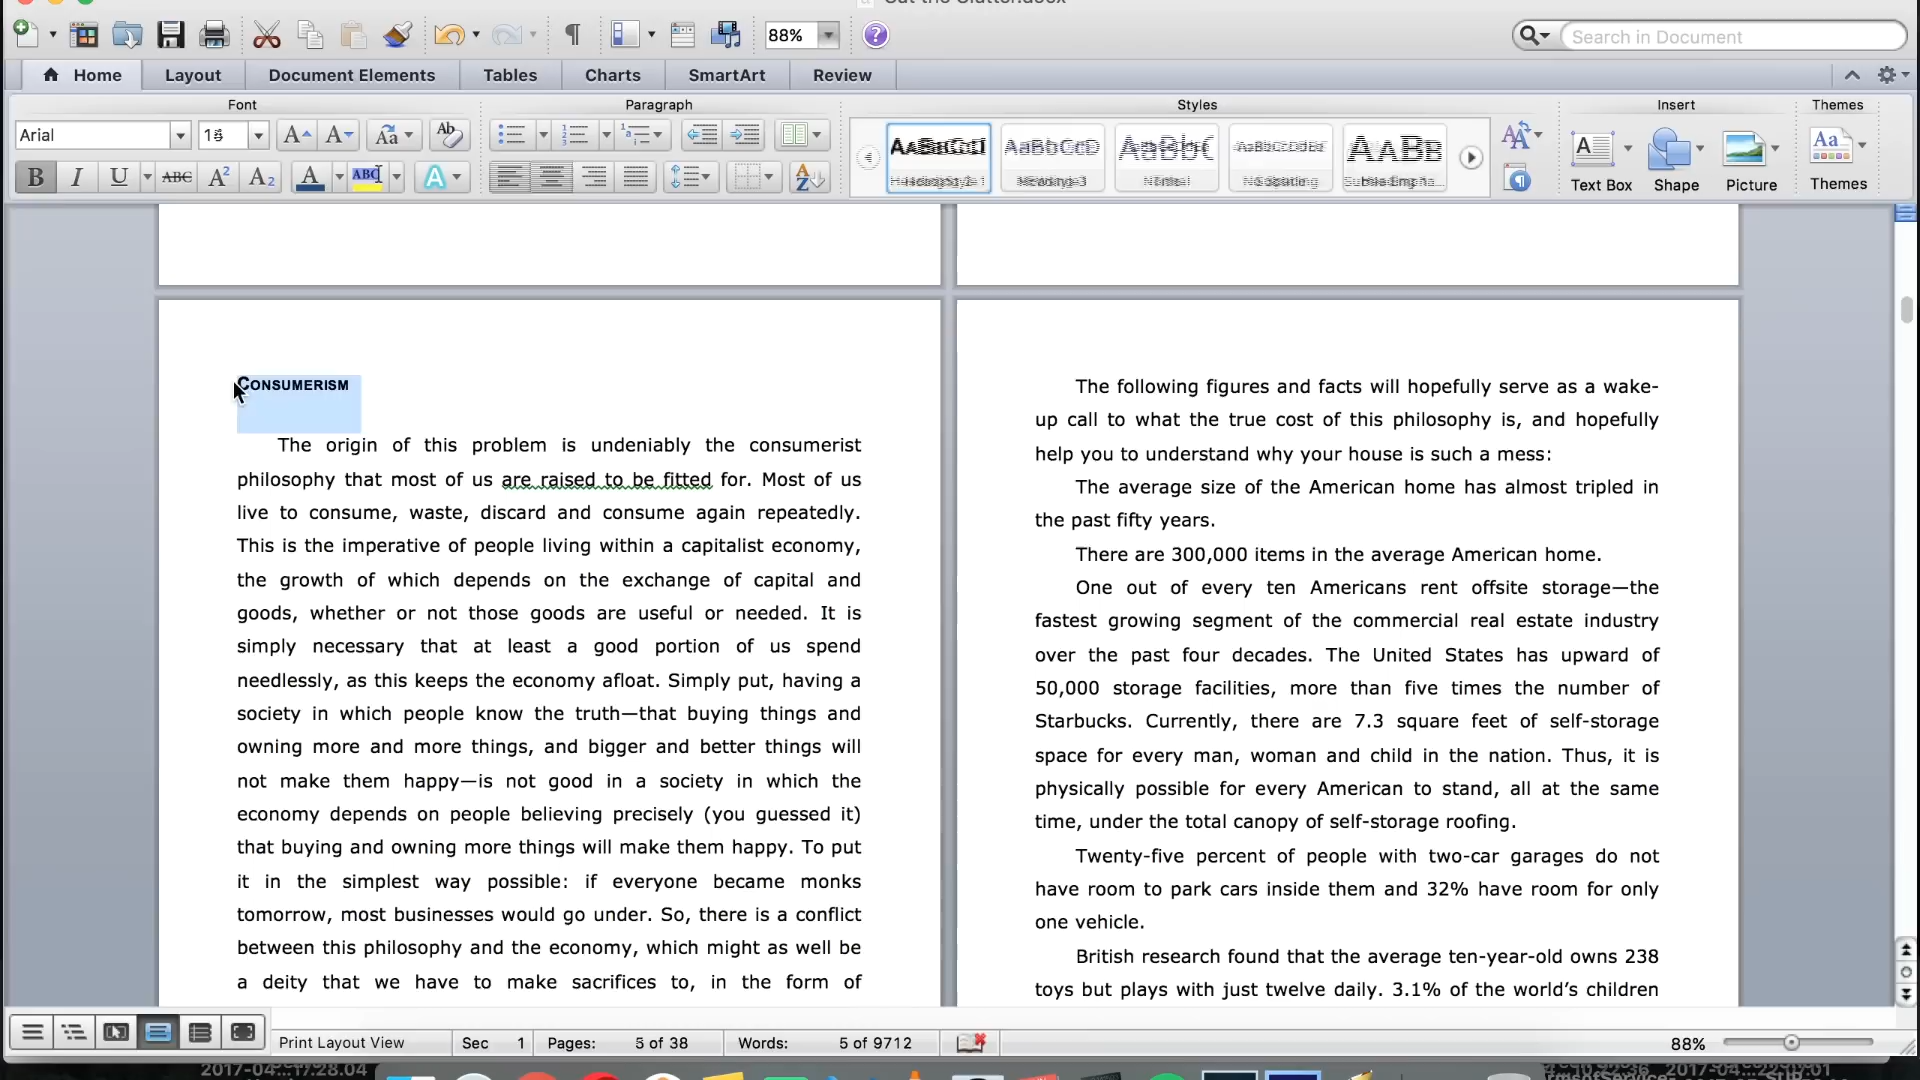 Cut the Clutter.docx
88%
Search in Document
Home
Layout
Document Elements
Tables
Charts
SmartArt
Review
Font
Paragraph
Styles
Insert
Themes
Arial
Text Box
Shape
Picture
Themes
CONSUMERISM
The origin of this problem is undeniably the consumerist
philosophy that most of us are raised to be fitted for. Most of us
live to consume, waste, discard and consume again repeatedly.
This is the imperative of people living within a capitalist economy,
the growth of which depends on the exchange of capital and
goods, whether or not those goods are useful or needed. It is
simply necessary that at least a good portion of us spend
needlessly, as this keeps the economy afloat. Simply put, having a
society in which people know the truth—that buying things and
owning more and more things, and bigger and better things will
not make them happy—is not good in a society in which the
economy depends on people believing precisely (you guessed it)
that buying and owning more things will make them happy. To put
it in the simplest way possible: if everyone became monks
tomorrow, most businesses would go under. So, there is a conflict
between this philosophy and the economy, which might as well be
a deity that we have to make sacrifices to, in the form of
The following figures and facts will hopefully serve as a wake-
up call to what the true cost of this philosophy is, and hopefully
help you to understand why your house is such a mess:
The average size of the American home has almost tripled in
the past fifty years.
There are 300,000 items in the average American home.
One out of every ten Americans rent offsite storage—the
fastest growing segment of the commercial real estate industry
over the past four decades. The United States has upward of
50,000 storage facilities, more than five times the number of
Starbucks. Currently, there are 7.3 square feet of self-storage
space for every man, woman and child in the nation. Thus, it is
physically possible for every American to stand, all at the same
time, under the total canopy of self-storage roofing.
Twenty-five percent of people with two-car garages do not
have room to park cars inside them and 32% have room for only
one vehicle.
British research found that the average ten-year-old owns 238
toys but plays with just twelve daily. 3.1% of the world's children
Print Layout View
Sec 1
Pages: 5 of 38
Words: 5 of 9712
88%
2017-04...17.28.04